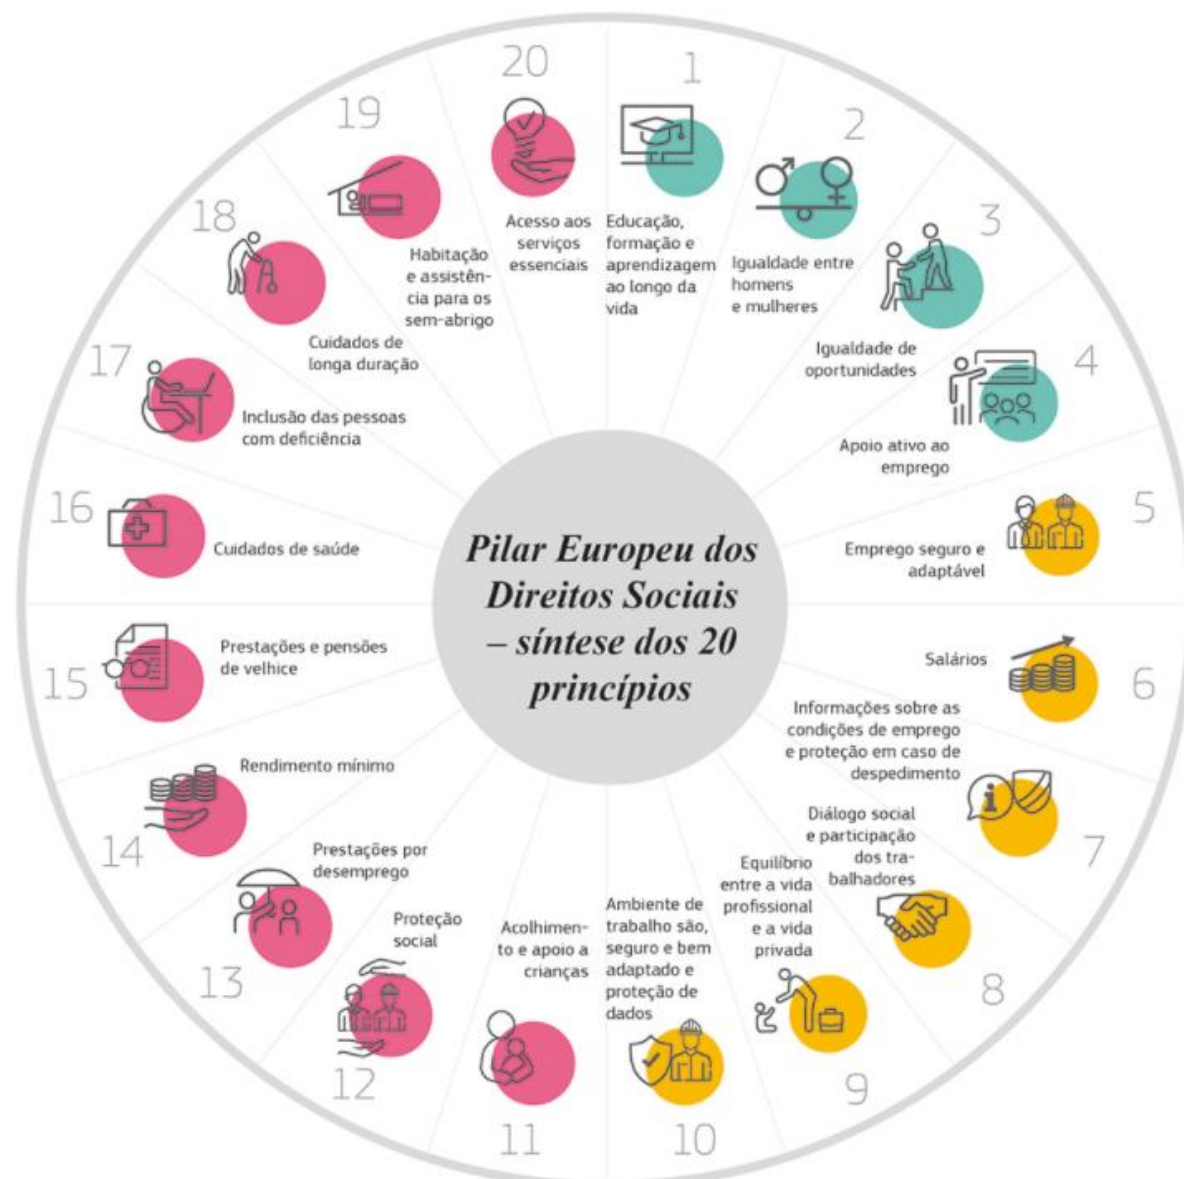 Pilar Europeu dos
Direitos Sociais
– síntese dos 20
princípios
1
Educação,
formação e
aprendizagem
ao longo da
vida
2
Igualdade entre
homens
e mulheres
3
Igualdade de
oportunidades
4
Apoio ativo ao
emprego
5
Emprego seguro e
adaptável
6
Salários
7
Informações sobre as
condições de emprego
e proteção em caso de
despedimento
i
8
Diálogo social
e participação
dos tra-
balhadores
9
Equilíbrio
entre a vida
profissional
e a vida
privada
10
Ambiente de
trabalho são,
seguro e bem
adaptado e
proteção de
dados
11
Acolhimen-
to e apoio a
crianças
12
Proteção
social
13
Prestações por
desemprego
14
Rendimento mínimo
15
Prestações e pensões
de velhice
16
Cuidados de saúde
17
Inclusão das pessoas
com deficiência
18
Cuidados de
longa duração
19
Habitação
e assistên-
cia para os
sem-abrigo
20
Acesso aos
serviços
essenciais